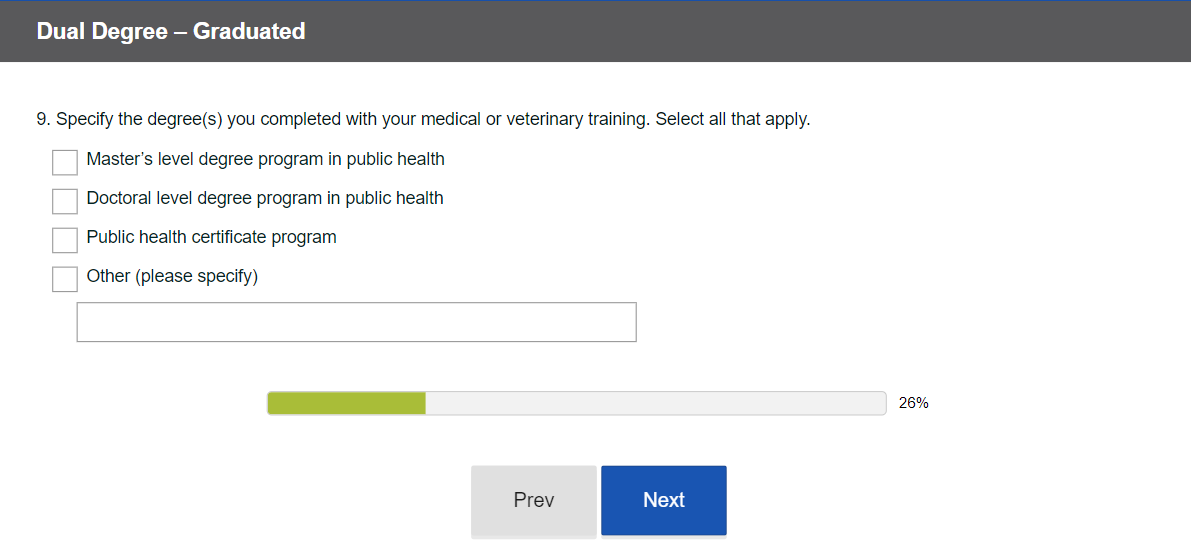 Dual Degree – Graduated
9. Specify the degree(s) you completed with your medical or veterinary training. Select all that apply.
Master’s level degree program in public health
Doctoral level degree program in public health
Public health certificate program
Other (please specify)
26%
Prev
Next